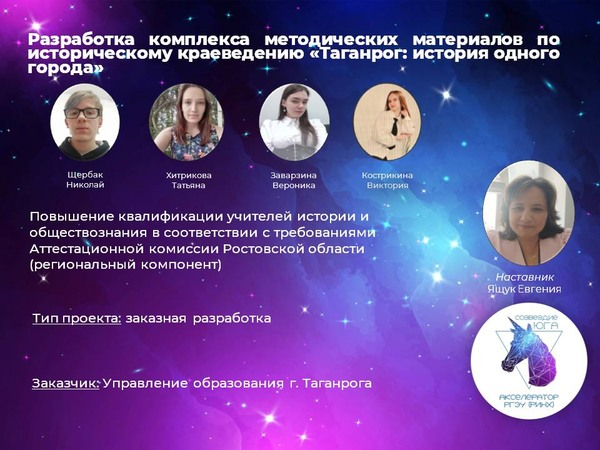 Разработка комплекса методических материалов по
историческому краеведению «Таганрог: история одного
города»
Щербак
Николай
Хитрикова
Татьяна
Заварзина
Вероника
Кострикина
Виктория
Повышение квалификации учителей истории и
обществознания в соответствии с требованиями
Аттестационной комиссии Ростовской области
(региональный компонент)
Наставник
Ящук Евгения
Тип проекта: заказная разработка
Заказчик: Управление образования г. Таганрога
СОЗВЕЗДИЕ
ЮГА
АКСЕЛЕРАТОР
РГЭУ (РИНХ)